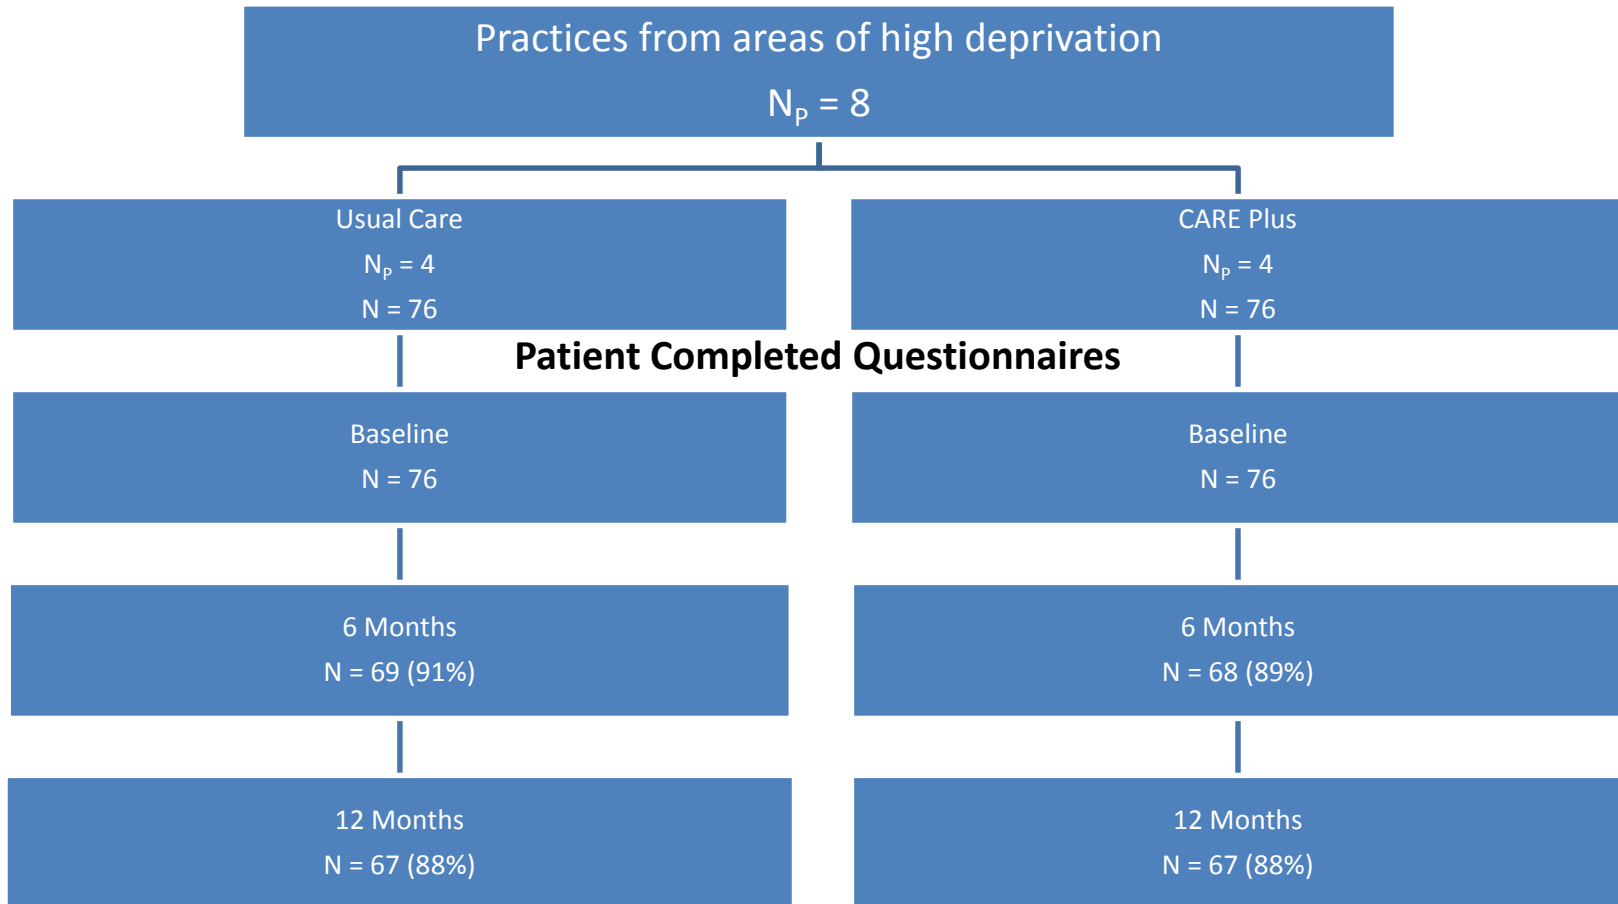 Practices from areas of high deprivation
Nₚ = 8
Usual Care
Nₚ = 4
N = 76
CARE Plus
Nₚ = 4
N = 76
Patient Completed Questionnaires
Baseline
N = 76
Baseline
N = 76
6 Months
N = 69 (91%)
6 Months
N = 68 (89%)
12 Months
N = 67 (88%)
12 Months
N = 67 (88%)